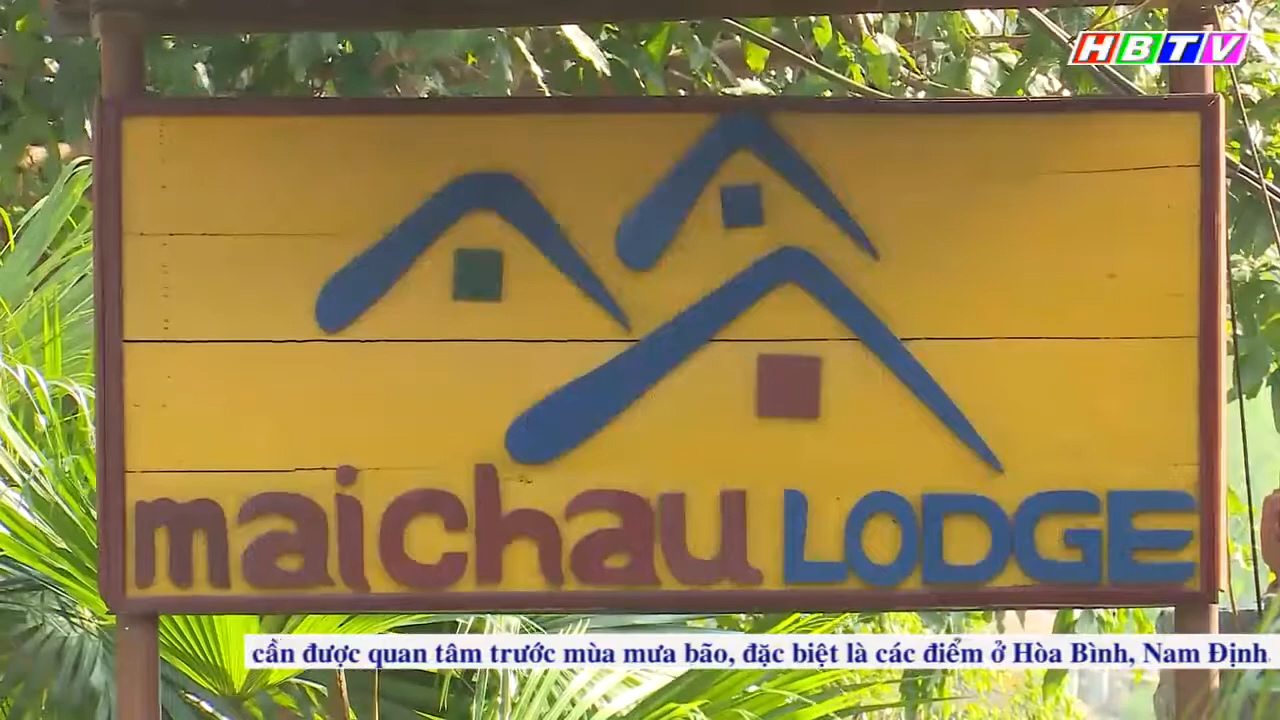 HBTV
maichau LODGE
cần được quan tâm trước mùa mưa bão, đặc biệt là các điểm ở Hòa Bình, Nam Định